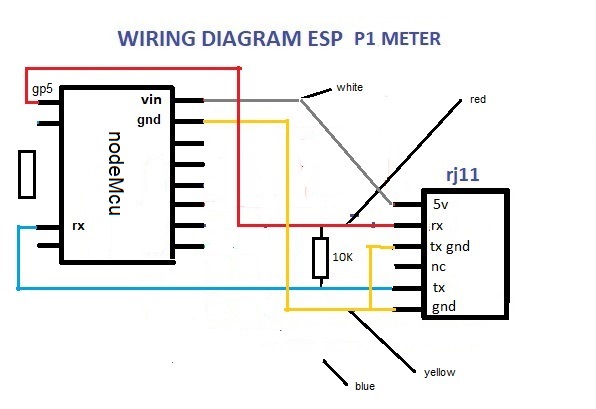 WIRING DIAGRAM ESP P1 METER
gp5
vin
gnd
nodeMcu
rx
white
red
rj11
5v
rx
tx gnd
nc
tx
gnd
10K
yellow
blue